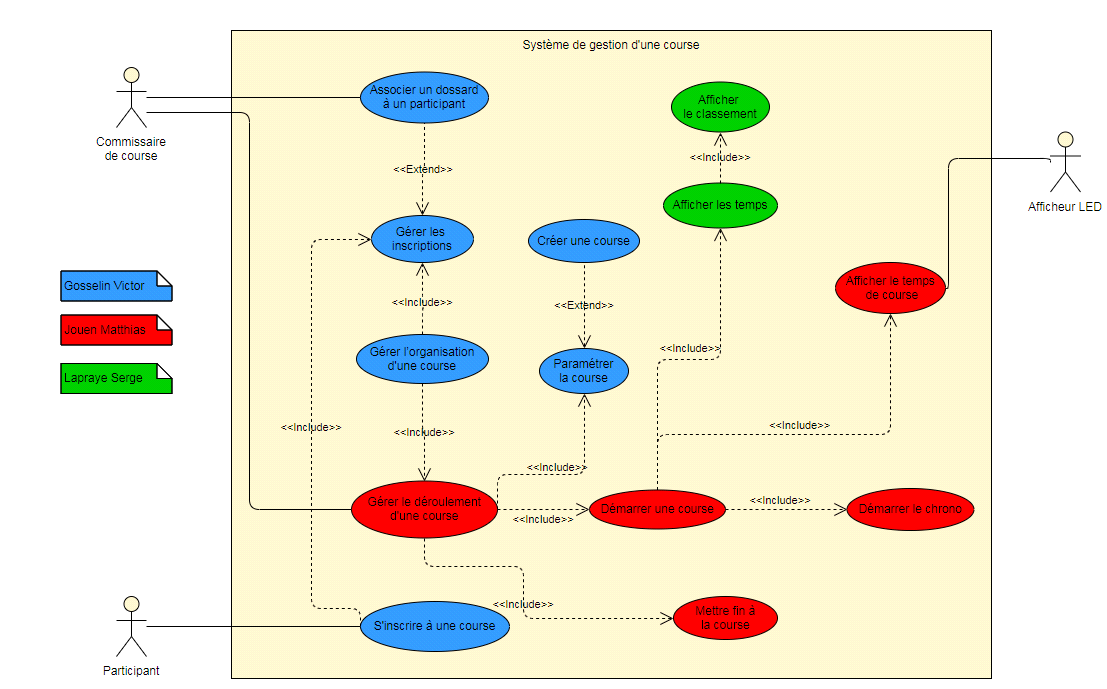 Système de gestion d'une course
Associer un dossard
à un participant
Afficher
le classement
Commissaire
de course
<<Include>>
<<Extend>>
Afficher les temps
Afficheur LED
Gérer les
inscriptions
Créer une course
Afficher le temps
de course
Gosselin Victor
<<Include>>
<<Extend>>
Jouen Matthias
Gérer l'organisation
d'une course
<<Include>>
Paramétrer
la course
Lapraye Serge
<<Include>>
<<Include>>
<<Include>>
<<Include>>
Gérer le déroulement
d'une course
<<Include>>
Démarrer une course
<<Include>>
Démarrer le chrono
<<Include>>
Mettre fin à
la course
S'inscrire à une course
Participant